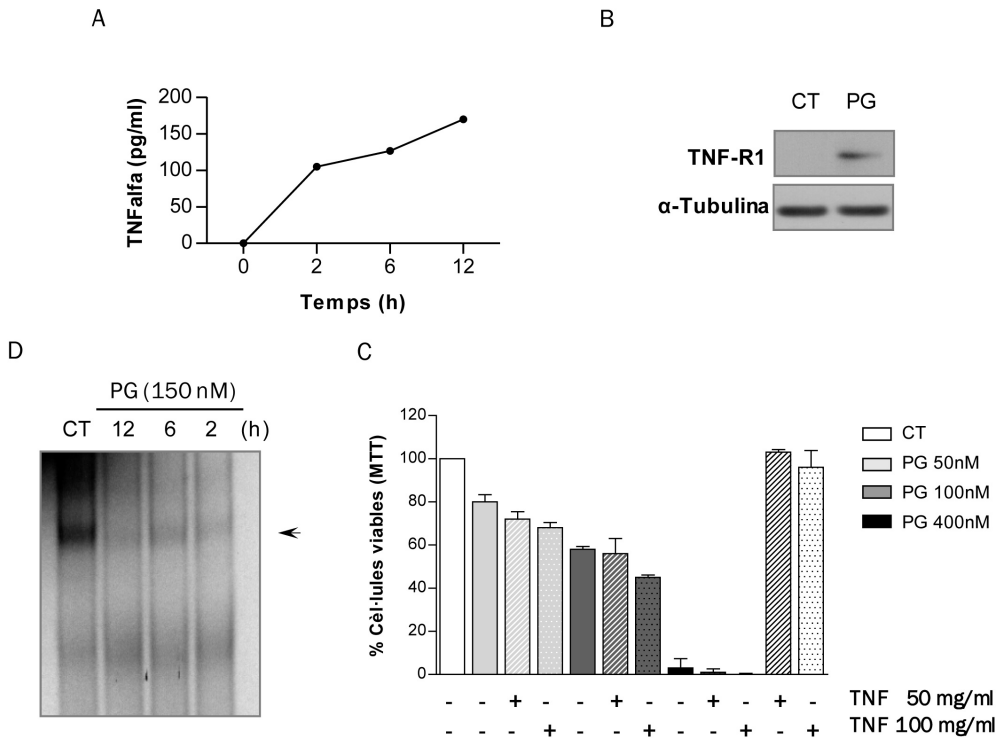 A
TNFalfa (pg/ml)
200
150
100
50
0
0 2 6 12
Temps (h)
B
CT PG
TNF-R1
α-Tubulina
D
PG (150 nM)
CT 12 6 2 (h)
C
% Cèl·lules viables (MTT)
120
100
80
60
40
20
0
CT
PG 50nM
PG 100nM
PG 400nM
- - + - - + - - + - + - TNF 50 mg/ml
- - - + - - + - - + - + TNF 100 mg/ml